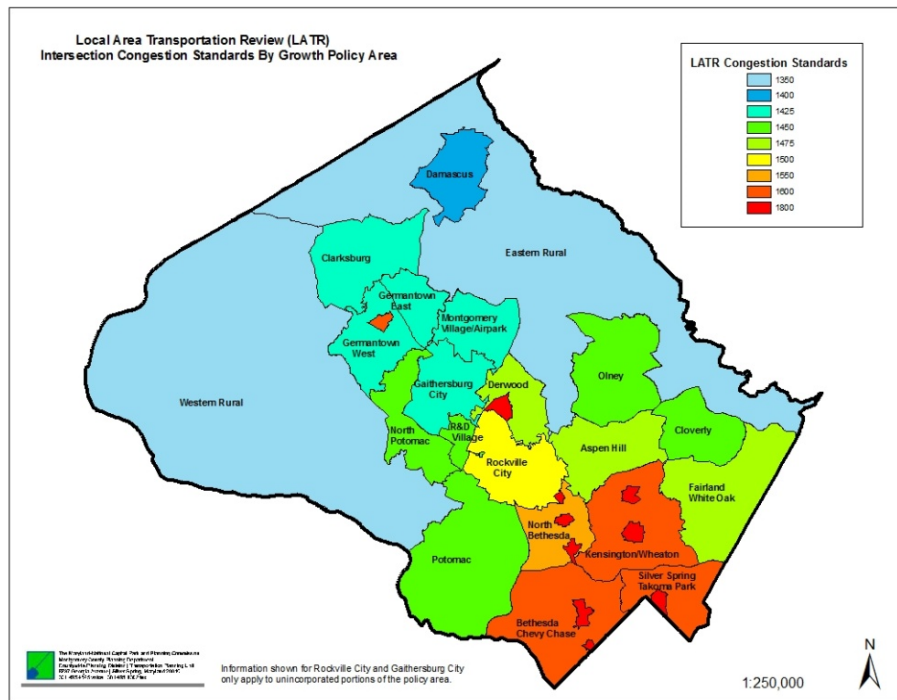 Local Area Transportation Review (LATR)
Intersection Congestion Standards By Growth Policy Area
LATR Congestion Standards
1350
1400
1425
1450
1475
1500
1550
1600
1800
Damascus
Eastern Rural
Clarksburg
Germantown
East
Montgomery
Village/Airpark
Germantown
West
Gaithersburg
City
Derwood
Olney
Western Rural
North
Potomac
R&D
Village
Rockville
City
Aspen Hill
Cloverly
Fairland
White Oak
North
Bethesda
Kensington/Wheaton
Potomac
Silver Spring
Takoma Park
Bethesda
Chevy Chase
The Maryland-National Capital Park and Planning Commission
Montgomery County Planning Department
Information shown for Rockville City and Gaithersburg City
only apply to unincorporated portions of the policy area.
1:250,000
N